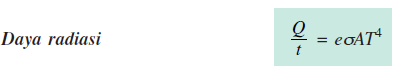 Daya radiasi
Q/t = eσAT⁴